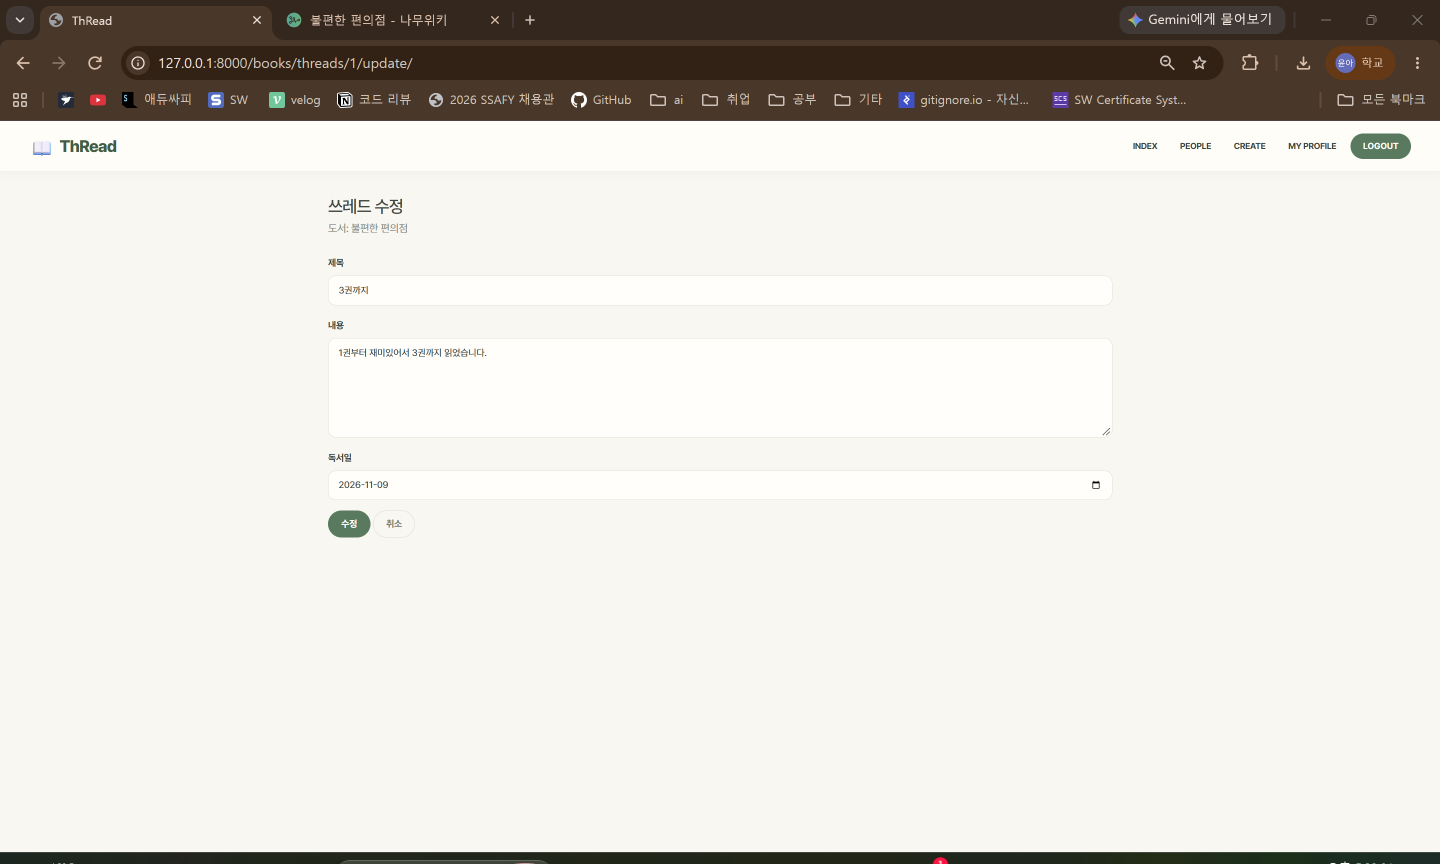 ThRead
불편한 편의점 - 나무위키
Gemini에게 물어보기
127.0.0.1:8000/books/threads/1/update/
윤아 학교
애듀싸피
SW
velog
코드 리뷰
2026 SSAFY 채용관
GitHub
ai
취업
공부
기타
gitignore.io - 자신...
SCS SW Certificate Syst...
모든 북마크
ThRead
INDEX
PEOPLE
CREATE
MY PROFILE
LOGOUT
쓰레드 수정
도서: 불편한 편의점
제목
3권까지
내용
1권부터 재미있어서 3권까지 읽었습니다.
독서일
2026-11-09
수정
취소
1